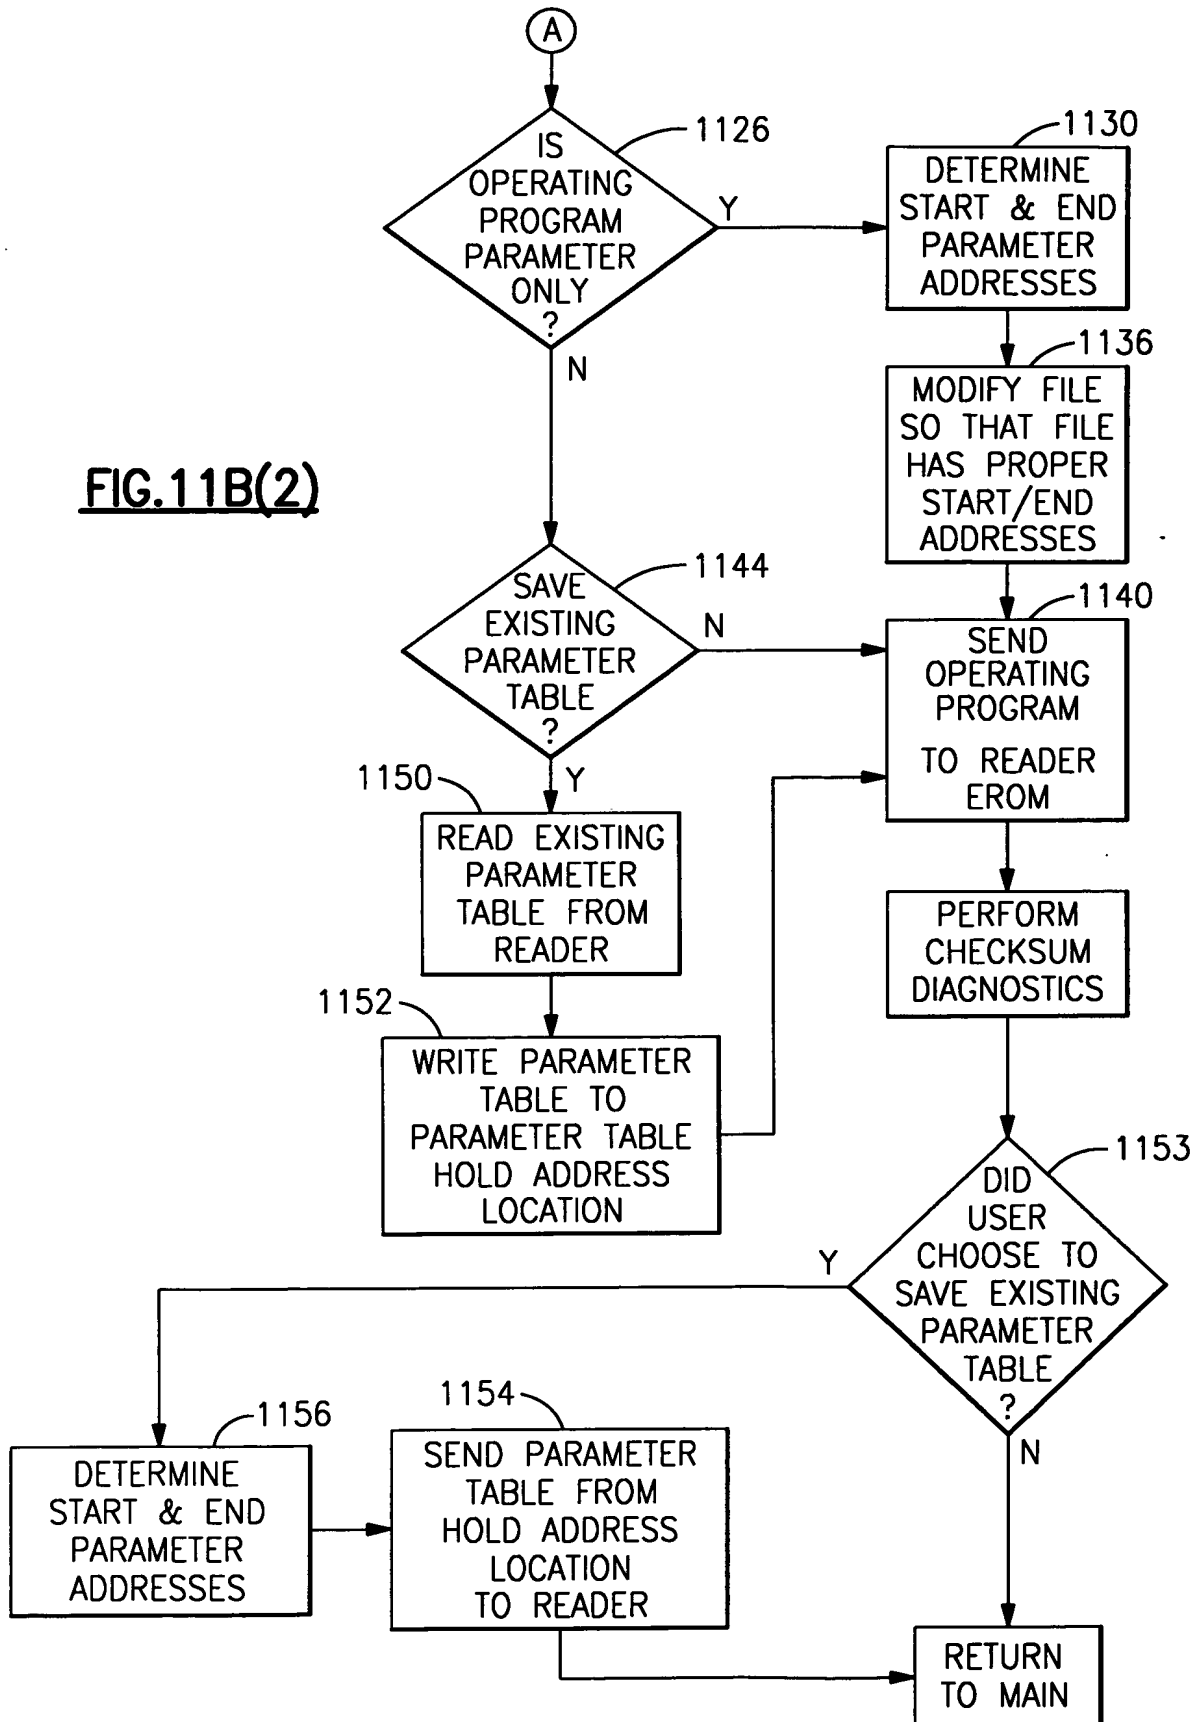 A
1126
IS
OPERATING
PROGRAM
PARAMETER
ONLY
?
Y
N
1130
DETERMINE
START & END
PARAMETER
ADDRESSES
1136
MODIFY FILE
SO THAT FILE
HAS PROPER
START/END
ADDRESSES
FIG.11B(2)
1144
SAVE
EXISTING
PARAMETER
TABLE
?
N
Y
1140
SEND
OPERATING
PROGRAM
TO READER
EROM
1150
READ EXISTING
PARAMETER
TABLE FROM
READER
PERFORM
CHECKSUM
DIAGNOSTICS
1152
WRITE PARAMETER
TABLE TO
PARAMETER TABLE
HOLD ADDRESS
LOCATION
1153
DID
USER
CHOOSE TO
SAVE EXISTING
PARAMETER
TABLE
?
Y
N
1156
DETERMINE
START & END
PARAMETER
ADDRESSES
1154
SEND PARAMETER
TABLE FROM
HOLD ADDRESS
LOCATION
TO READER
RETURN
TO MAIN